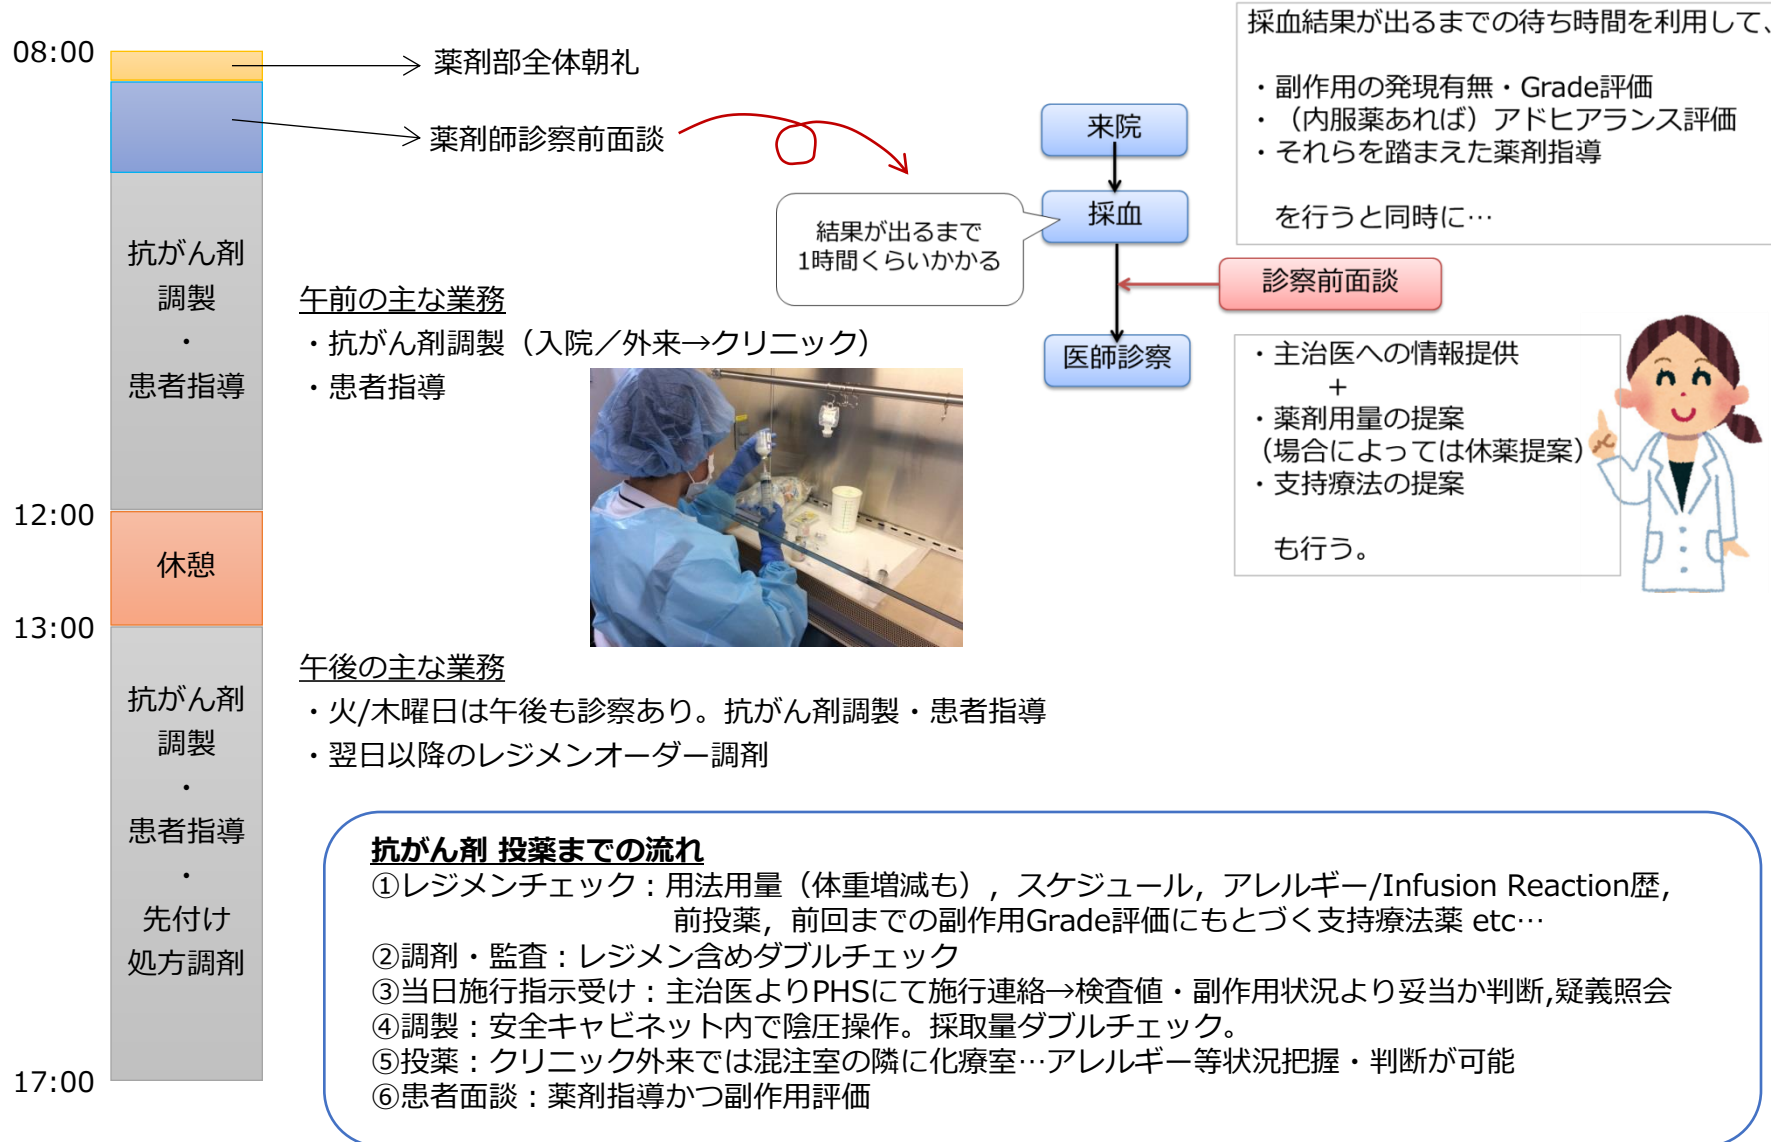 08:00
薬剤部全体朝礼
薬剤師診察前面談
抗がん剤
調製
・
患者指導
12:00
休憩
13:00
抗がん剤
調製
・
患者指導
・
先付け
処方調剤
17:00
午前の主な業務
・抗がん剤調製（入院／外来→クリニック）
・患者指導
午後の主な業務
・火/木曜日は午後も診察あり。抗がん剤調製・患者指導
・翌日以降のレジメンオーダー調剤
来院
採血
結果が出るまで
1時間くらいかかる
診察前面談
医師診察
採血結果が出るまでの待ち時間を利用して、
・副作用の発現有無・Grade評価
・（内服薬あれば）アドヒアランス評価
・それらを踏まえた薬剤指導
を行うと同時に…
・主治医への情報提供
＋
・薬剤用量の提案
（場合によっては休薬提案）
・支持療法の提案
も行う。
抗がん剤 投薬までの流れ
①レジメンチェック：用法用量（体重増減も），スケジュール，アレルギー/Infusion Reaction歴，
前投薬，前回までの副作用Grade評価にもとづく支持療法薬 etc…
②調剤・監査：レジメン含めダブルチェック
③当日施行指示受け：主治医よりPHSにて施行連絡→検査値・副作用状況より妥当か判断,疑義照会
④調製：安全キャビネット内で陰圧操作。採取量ダブルチェック。
⑤投薬：クリニック外来では混注室の隣に化療室…アレルギー等状況把握・判断が可能
⑥患者面談：薬剤指導かつ副作用評価